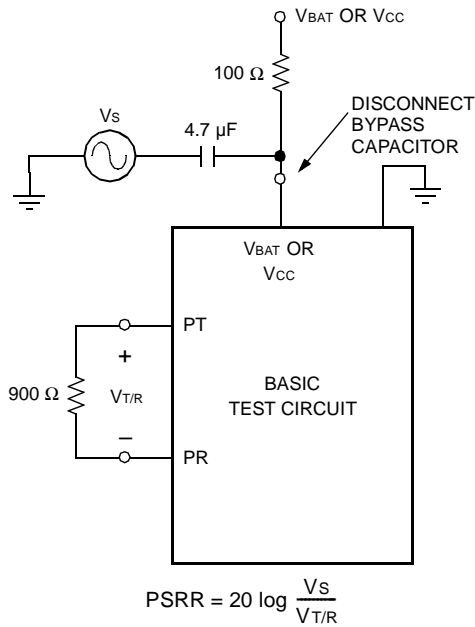 VBAT OR VCC
100 Ω
VS
4.7 µF
DISCONNECT
BYPASS
CAPACITOR
VBAT OR
VCC
PT
+
900 Ω
VT/R
BASIC
TEST CIRCUIT
–
PR
PSRR = 20 log VS
VT/R